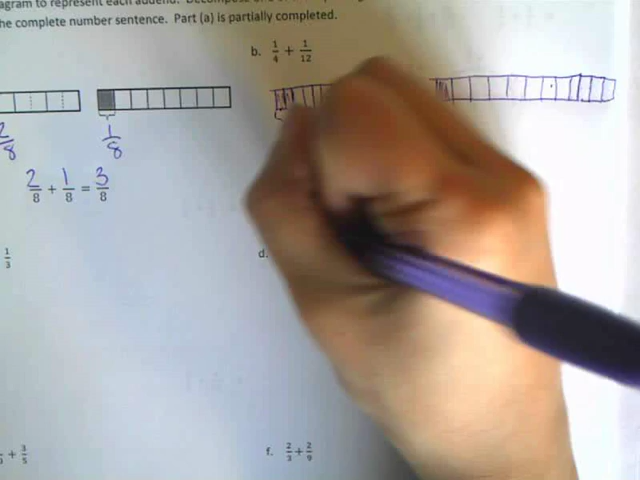 agram to represent each addend.
he complete number sentence. Part (a) is partially completed.
b. 1/4 + 1/12
2/8 1/8
2/8 + 1/8 = 3/8
1/3
d.
+ 3/5
f. 2/3 + 2/9